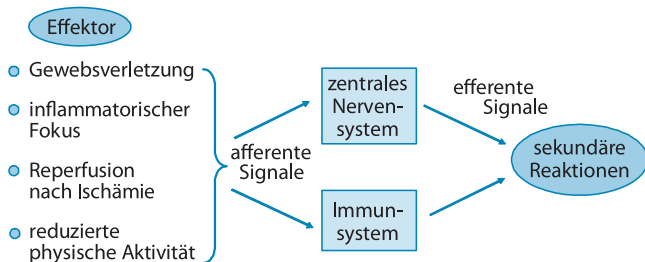 Effektor
Gewebsverletzung
inflammatorischer
Fokus
Reperfusion
nach Ischämie
reduzierte
physische Aktivität
afferente
Signale
zentrales
Nerven-
system
Immun-
system
efferente
Signale
sekundäre
Reaktionen